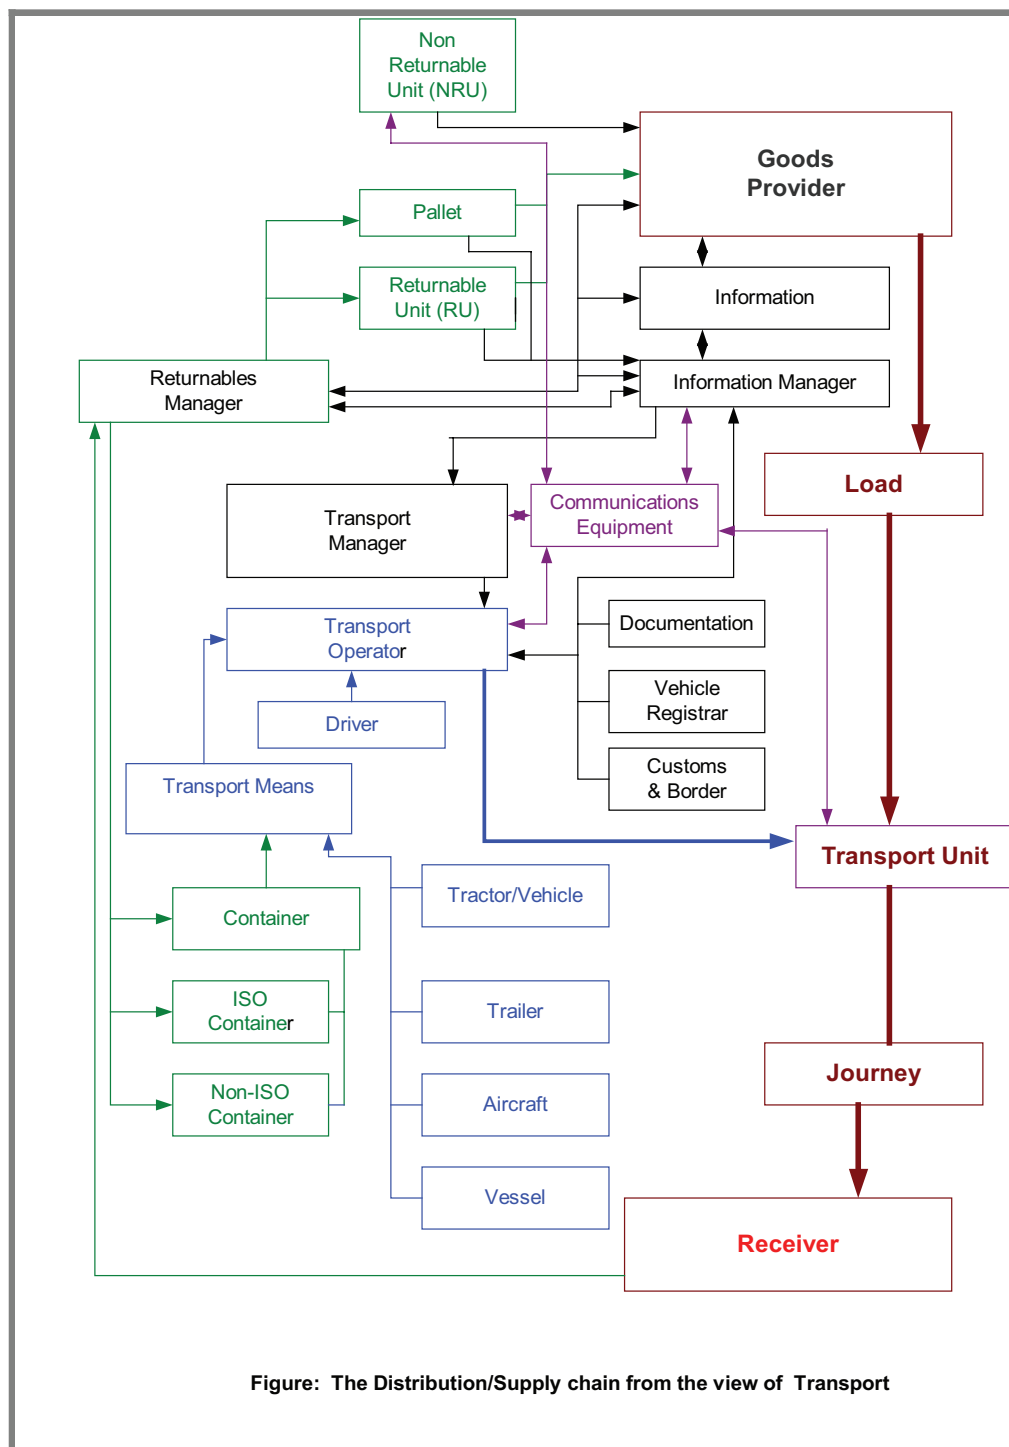 Non
Returnable
Unit (NRU)
Goods
Provider
Pallet
Returnable
Unit (RU)
Information
Returnables
Manager
Information Manager
Load
Transport
Manager
Communications
Equipment
Transport
Operator
Documentation
Driver
Vehicle
Registrar
Transport Means
Customs
& Border
Transport Unit
Tractor/Vehicle
Container
ISO
Container
Trailer
Journey
Non-ISO
Container
Aircraft
Vessel
Receiver
Figure:  The Distribution/Supply chain from the view of  Transport